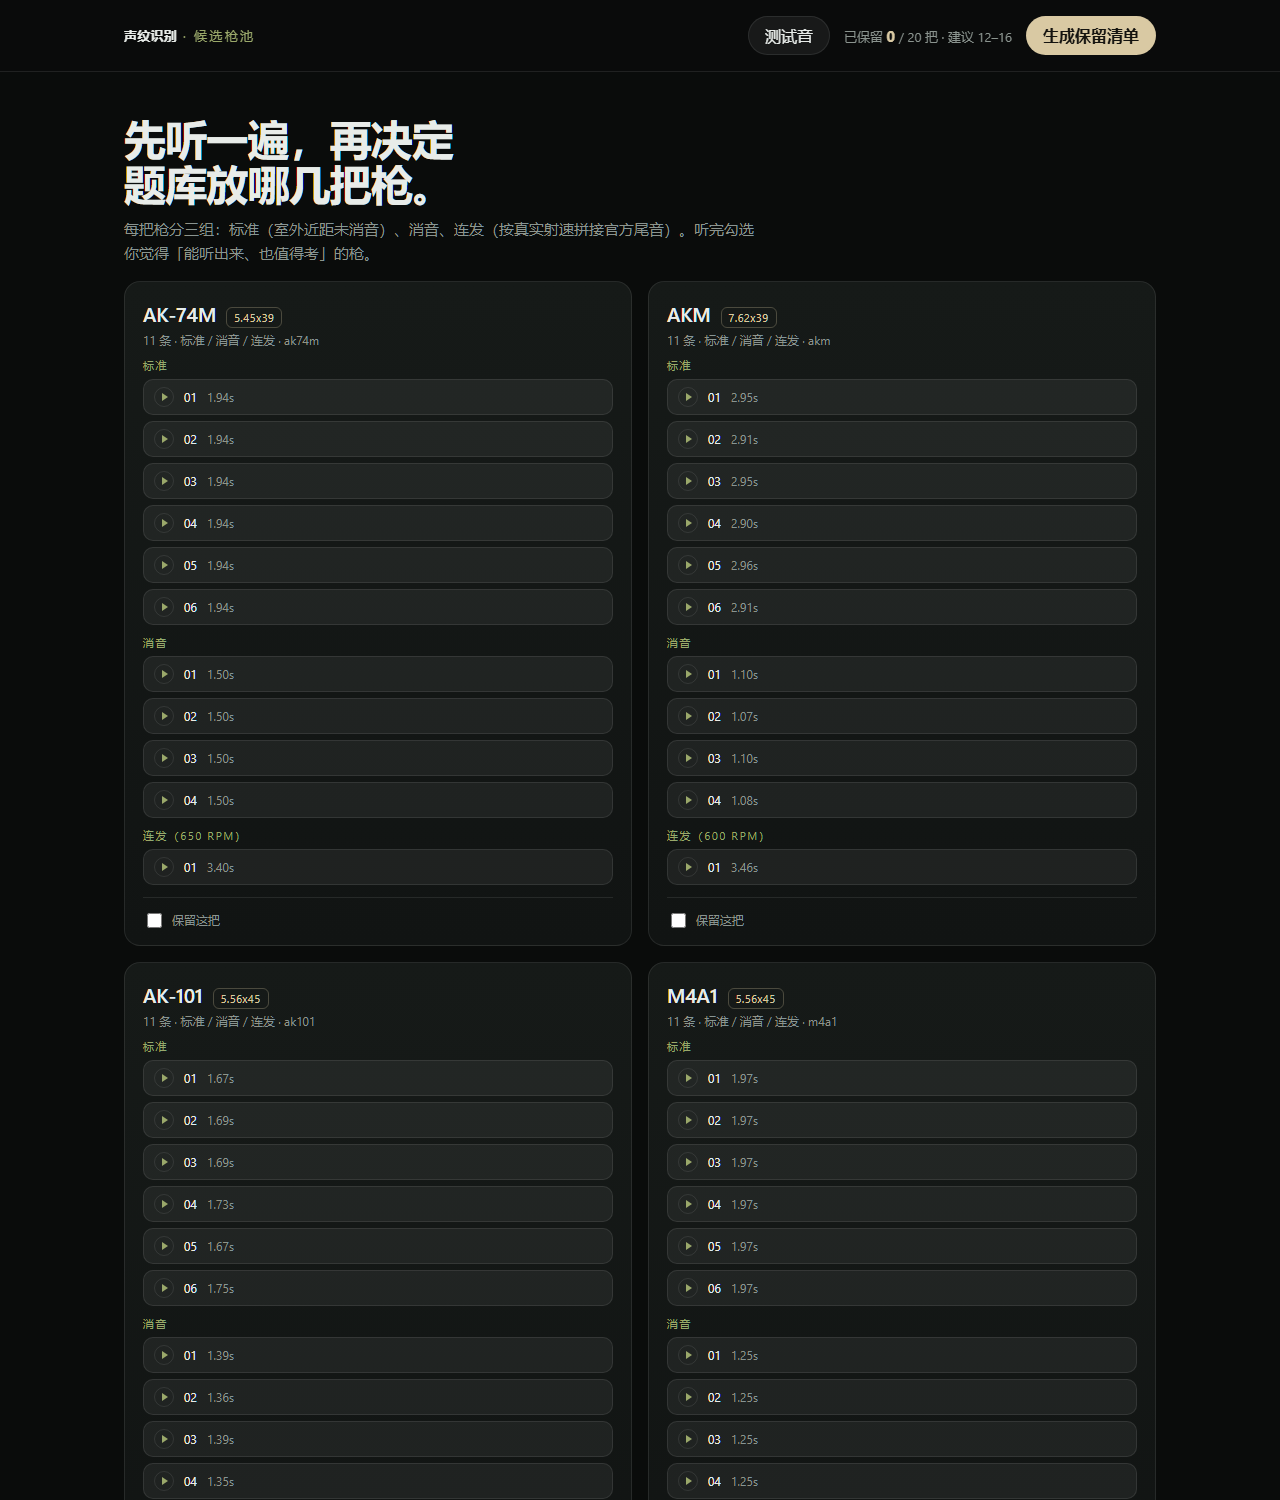 声纹识别 · 候选枪池
测试音
已保留 0 / 20 把 · 建议 12–16
生成保留清单
先听一遍，再决定
题库放哪几把枪。
每把枪分三组：标准（室外近距未消音）、消音、连发（按真实射速拼接官方尾音）。听完勾选
你觉得「能听出来、也值得考」的枪。
AK-74M 5.45x39
11 条 · 标准 / 消音 / 连发 · ak74m
标准
01 1.94s
02 1.94s
03 1.94s
04 1.94s
05 1.94s
06 1.94s
消音
01 1.50s
02 1.50s
03 1.50s
04 1.50s
连发（650 RPM）
01 3.40s
保留这把
AKM 7.62x39
11 条 · 标准 / 消音 / 连发 · akm
标准
01 2.95s
02 2.91s
03 2.95s
04 2.90s
05 2.96s
06 2.91s
消音
01 1.10s
02 1.07s
03 1.10s
04 1.08s
连发（600 RPM）
01 3.46s
保留这把
AK-101 5.56x45
11 条 · 标准 / 消音 / 连发 · ak101
标准
01 1.67s
02 1.69s
03 1.69s
04 1.73s
05 1.67s
06 1.75s
消音
01 1.39s
02 1.36s
03 1.39s
04 1.35s
M4A1 5.56x45
11 条 · 标准 / 消音 / 连发 · m4a1
标准
01 1.97s
02 1.97s
03 1.97s
04 1.97s
05 1.97s
06 1.97s
消音
01 1.25s
02 1.25s
03 1.25s
04 1.25s